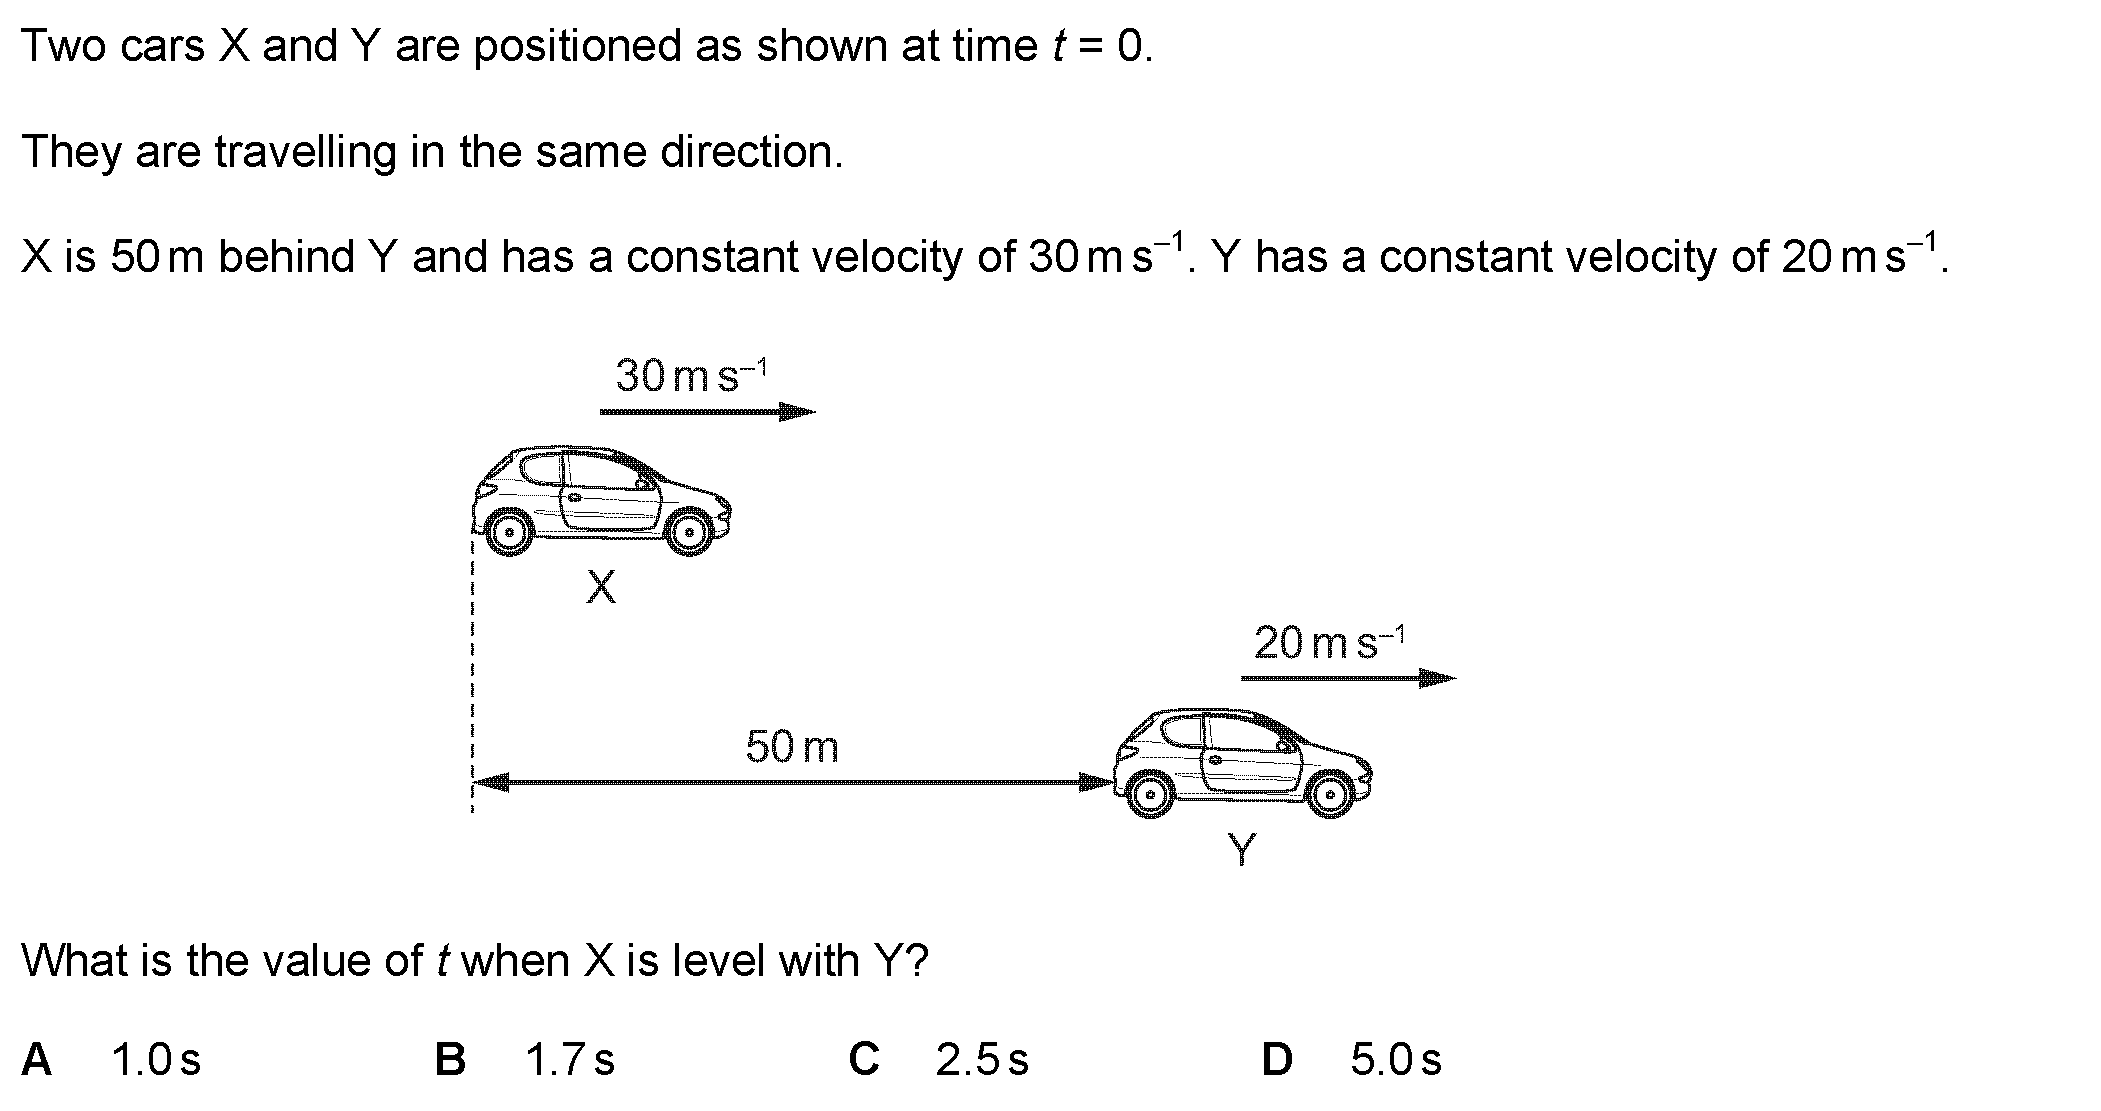 Two cars X and Y are positioned as shown at time t = 0.
They are travelling in the same direction.
X is 50 m behind Y and has a constant velocity of 30 m s⁻¹. Y has a constant velocity of 20 m s⁻¹.
30 m s⁻¹
X
20 m s⁻¹
50 m
Y
What is the value of t when X is level with Y?
A 1.0 s B 1.7 s C 2.5 s D 5.0 s